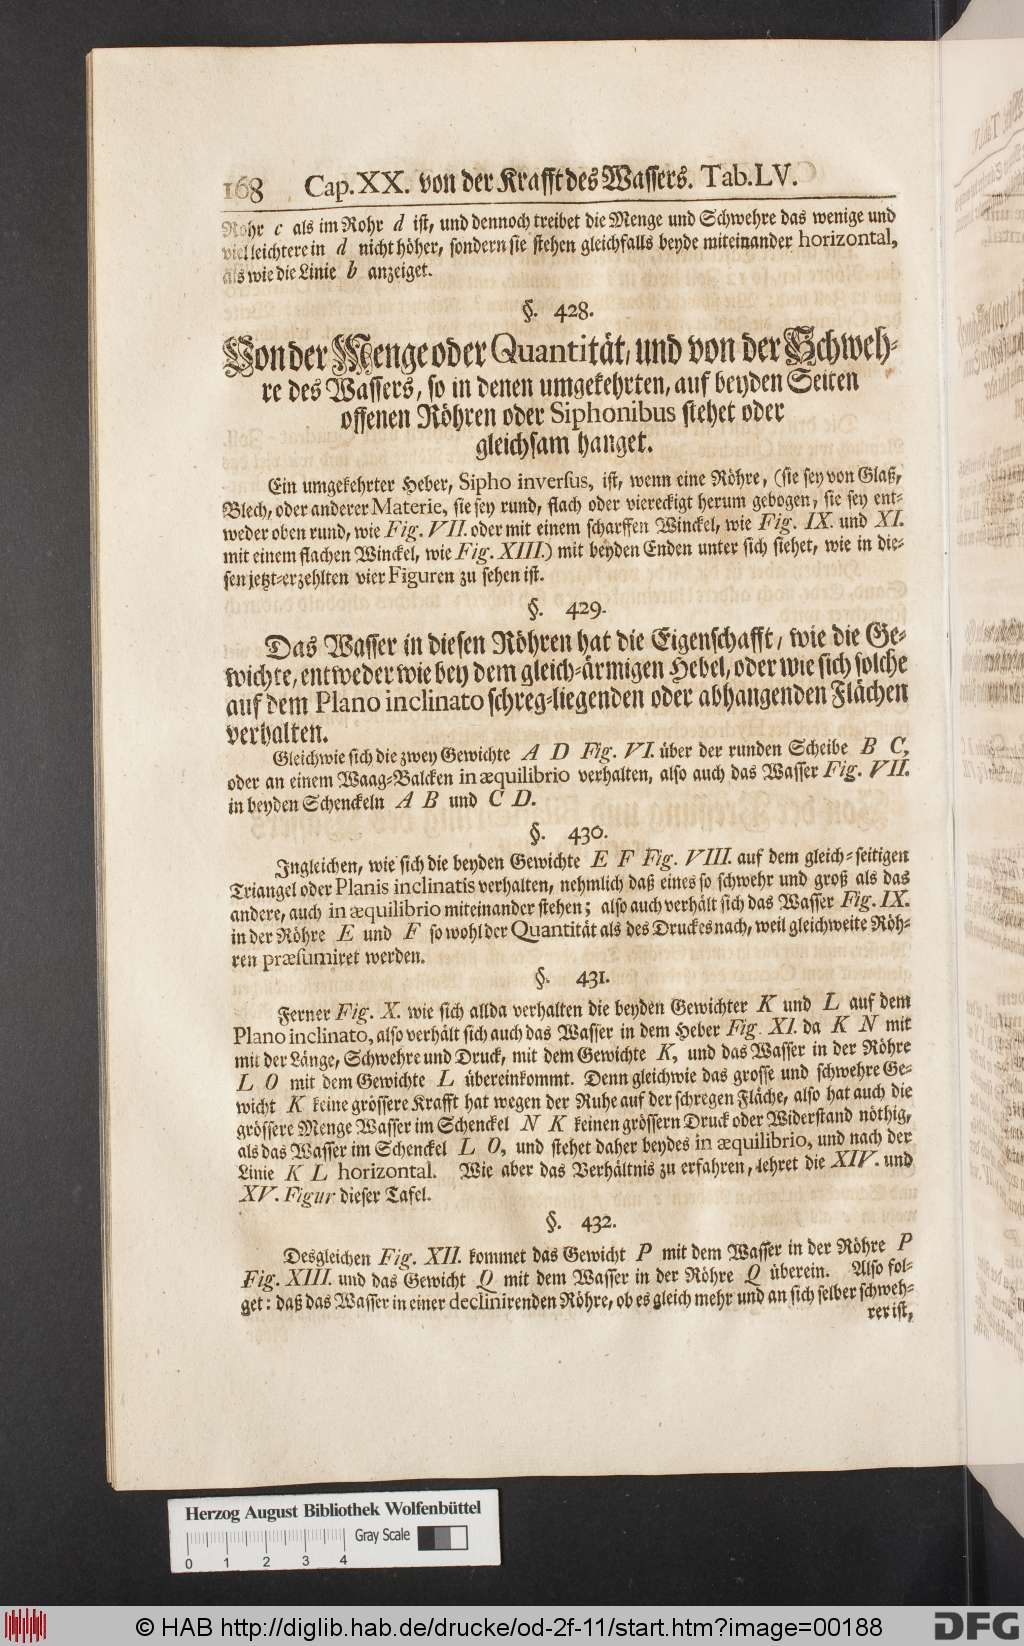 168 Cap. XX. von der Krafft des Wassers. Tab. LV.
Rohr c als im Rohr d ist, und dennoch treibet die Menge und Schwehre das wenige und
viel leichtere in d nicht höher, sondern sie stehen gleichfalls beyde miteinander horizontal,
als wie die Linie b anzeiget.
§. 428.
Von der Menge oder Quantität, und von der Schweh-
re des Wassers, so in denen umgekehrten, auf beyden Seiten
offenen Röhren oder Siphonibus stehet oder
gleichsam hanget.
Ein umgekehrter Heber, Sipho inversus, ist, wenn eine Röhre, (sie sey von Glaß,
Blech, oder anderer Materie, sie sey rund, flach oder viereckigt herum gebogen, sie sey ent-
weder oben rund, wie Fig. VII. oder mit einem scharffen Winckel, wie Fig. IX. und XI.
mit einem flachen Winckel, wie Fig. XIII.) mit beyden Enden unter sich siehet, wie in die-
sen jetzt-erzehlten vier Figuren zu sehen ist.
§. 429.
Das Wasser in diesen Röhren hat die Eigenschafft, wie die Ge-
wichte, entweder wie bey dem gleich-ärmigen Hebel, oder wie sich solche
auf dem Plano inclinato schreg-liegenden oder abhangenden Flächen
verhalten.
Gleichwie sich die zwey Gewichte A D Fig. VI. über der runden Scheibe B C,
oder an einem Waag-Balcken in æquilibrio verhalten, also auch das Wasser Fig. VII.
in beyden Schenckeln A B und C D.
§. 430.
Ingleichen, wie sich die beyden Gewichte E F Fig. VIII. auf dem gleich-seitigen
Triangel oder Planis inclinatis verhalten, nehmlich daß eines so schwehr und groß als das
andere, auch in æquilibrio miteinander stehen; also auch verhält sich das Wasser Fig. IX.
in der Röhre E und F so wohl der Quantität als des Druckes nach, weil gleichweite Röh-
ren præsumiret werden.
§. 431.
Ferner Fig. X. wie sich allda verhalten die beyden Gewichter K und L auf dem
Plano inclinato, also verhält sich auch das Wasser in dem Heber Fig. XI. da K N mit
mit der Länge, Schwehre und Druck, mit dem Gewichte K, und das Wasser in der Röhre
L O mit dem Gewichte L übereinkommt. Denn gleichwie das grosse und schwehre Ge-
wicht K keine grössere Krafft hat wegen der Ruhe auf der schregen Fläche, also hat auch die
grössere Menge Wasser im Schenckel N K keinen grössern Druck oder Widerstand nöthig,
als das Wasser im Schenckel L O, und stehet daher beydes in æquilibrio, und nach der
Linie K L horizontal. Wie aber das Verhältnis zu erfahren, lehret die XIV. und
XV. Figur dieser Tafel.
§. 432.
Desgleichen Fig. XII. kommet das Gewicht P mit dem Wasser in der Röhre P
Fig. XIII. und das Gewicht Q mit dem Wasser in der Röhre Q überein. Also fol-
get: daß das Wasser in einer declinirenden Röhre, ob es gleich mehr und an sich selber schweh-
rer ist,
Herzog August Bibliothek Wolfenbüttel
Gray Scale
0 1 2 3 4
© HAB http://diglib.hab.de/drucke/od-2f-11/start.htm?image=00188
DFG